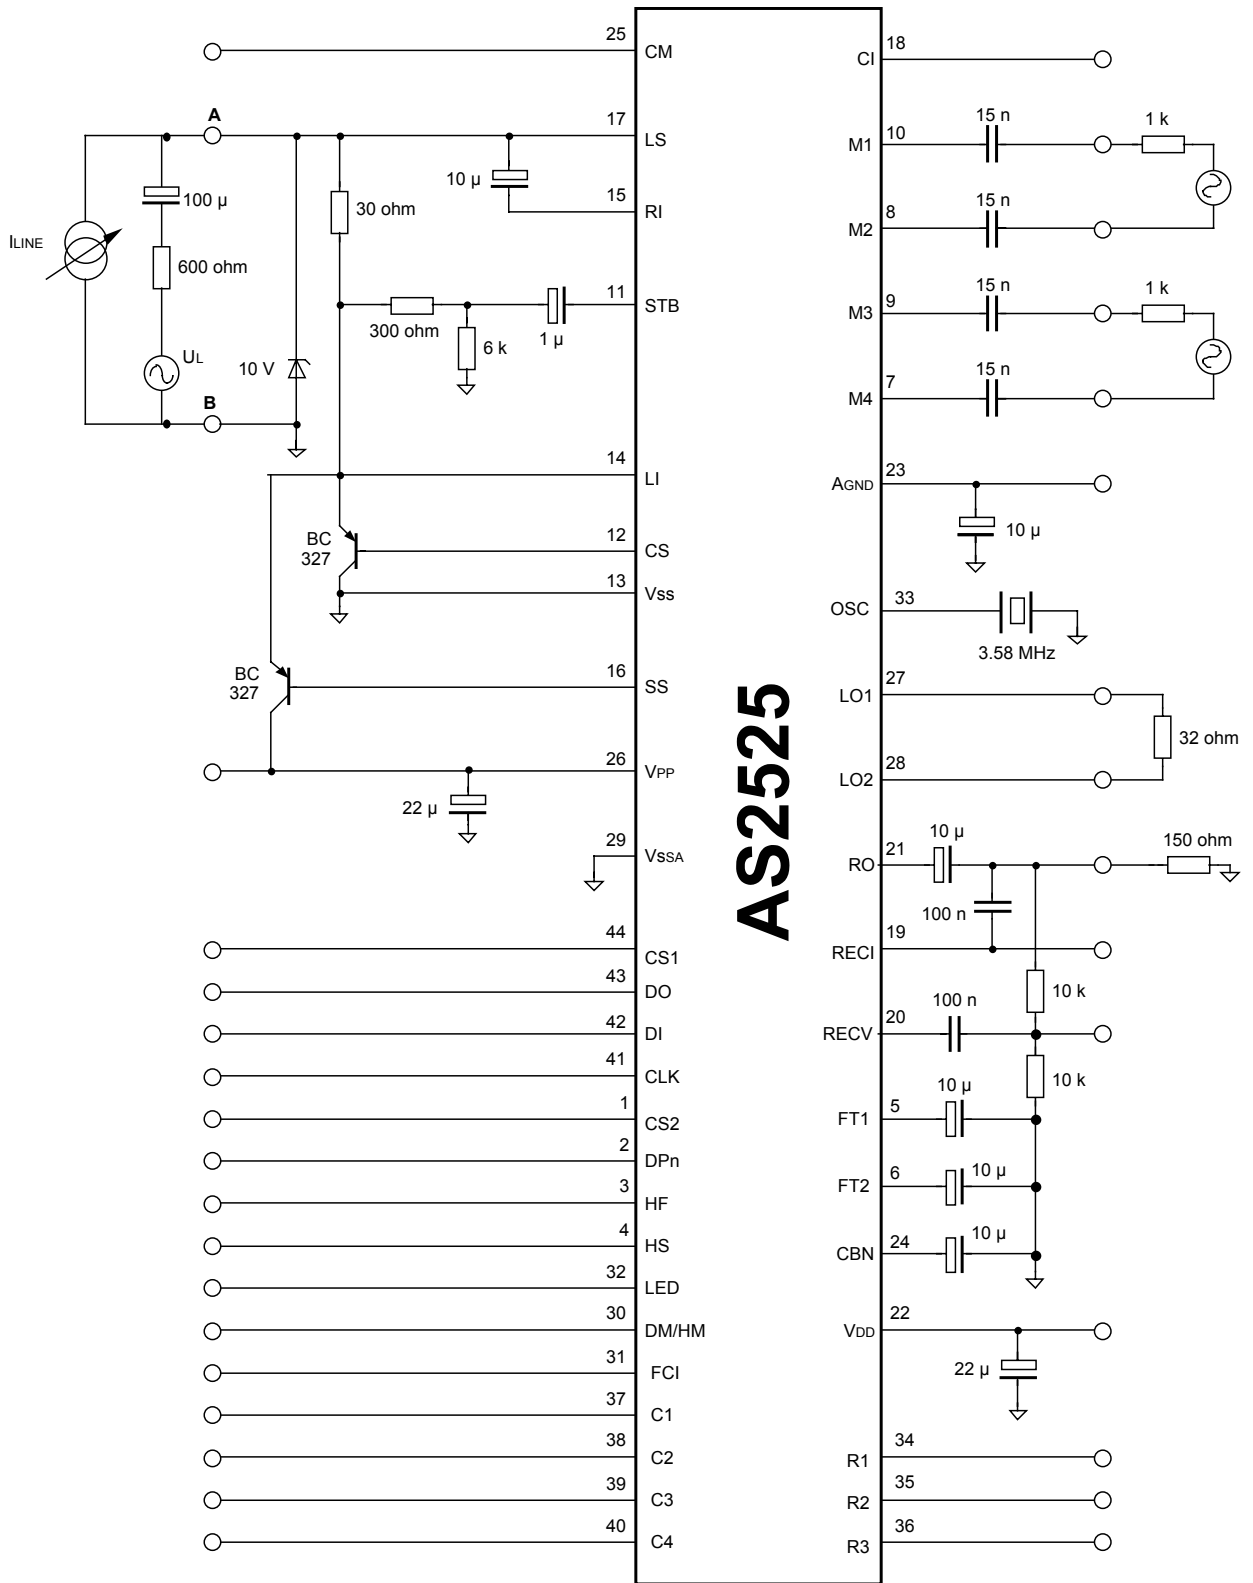 25
CM
18
CI
A
17
LS
10 µ
15
RI
100 µ
30 ohm
ILINE
600 ohm
11
STB
300 ohm
1 µ
6 k
UL
10 V
B
14
LI
BC
327
12
CS
13
Vss
BC
327
16
SS
26
VPP
22 µ
29
VSSA
44
CS1
43
DO
42
DI
41
CLK
1
CS2
2
DPn
3
HF
4
HS
32
LED
30
DM/HM
31
FCI
37
C1
38
C2
39
C3
40
C4
AS2525
M1
10
15 n
1 k
M2
8
15 n
M3
9
15 n
1 k
M4
7
15 n
AGND
23
10 µ
OSC
33
3.58 MHz
LO1
27
32 ohm
LO2
28
RO
21
10 µ
150 ohm
100 n
RECI
19
10 k
RECV
20
100 n
10 k
FT1
5
10 µ
FT2
6
10 µ
CBN
24
10 µ
VDD
22
22 µ
R1
34
R2
35
R3
36